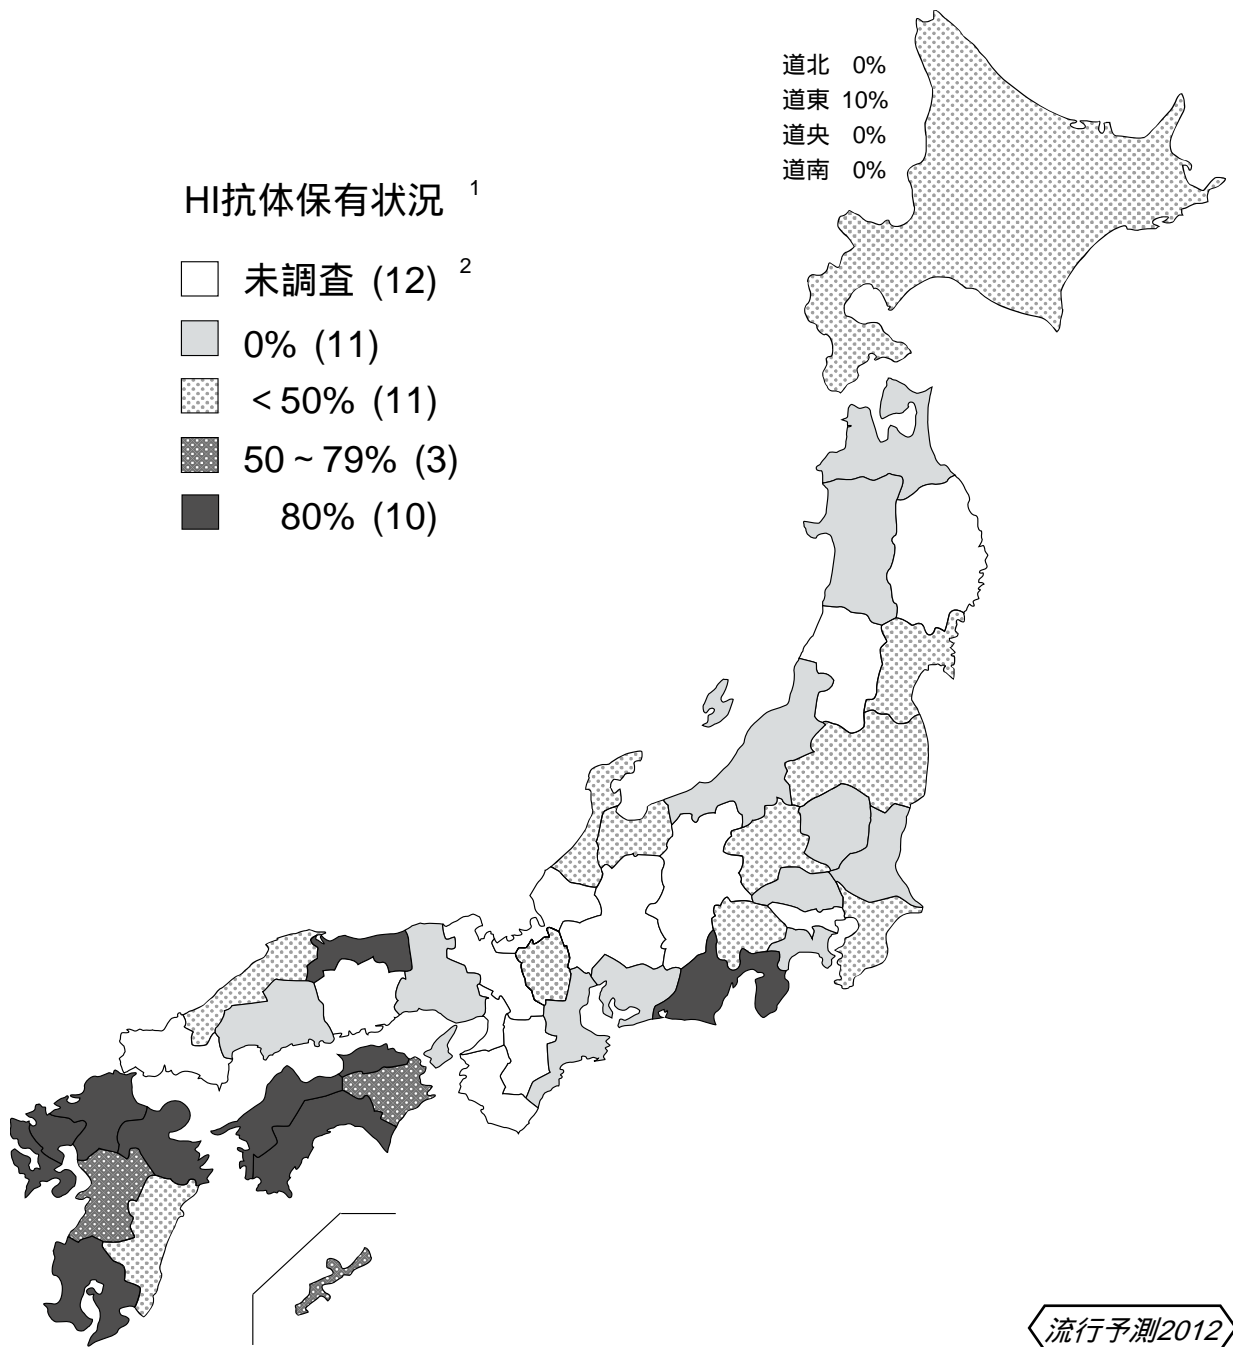 道北 0%
道東 10%
道央 0%
道南 0%
HI抗体保有状況 1
未調査 (12) 2
0% (11)
＜50% (11)
50～79% (3)
80% (10)
流行予測2012